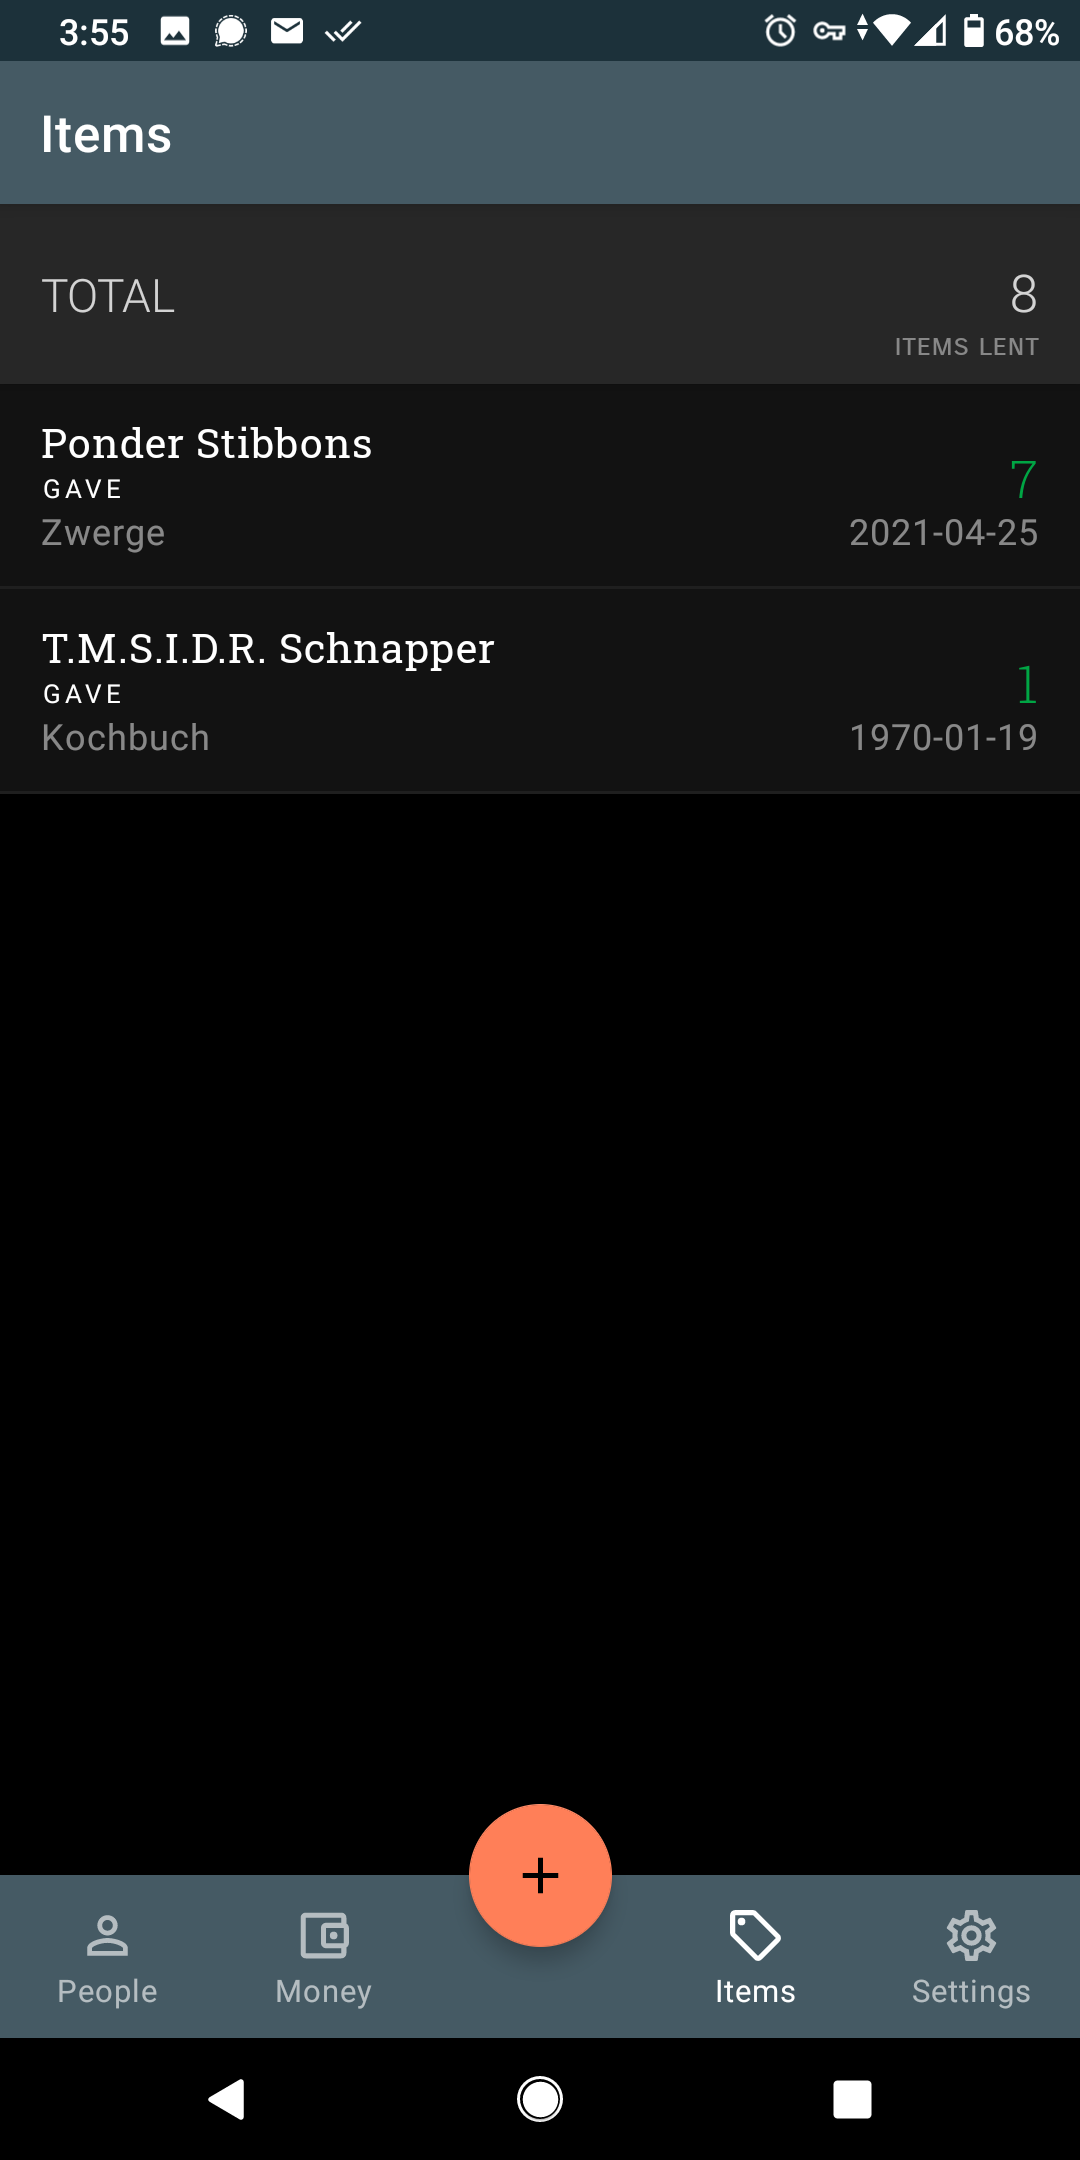 3:55 68%
Items
TOTAL 8
ITEMS LENT
Ponder Stibbons
GAVE 7
Zwerge 2021-04-25
T.M.S.I.D.R. Schnapper
GAVE 1
Kochbuch 1970-01-19
+
People Money Items Settings